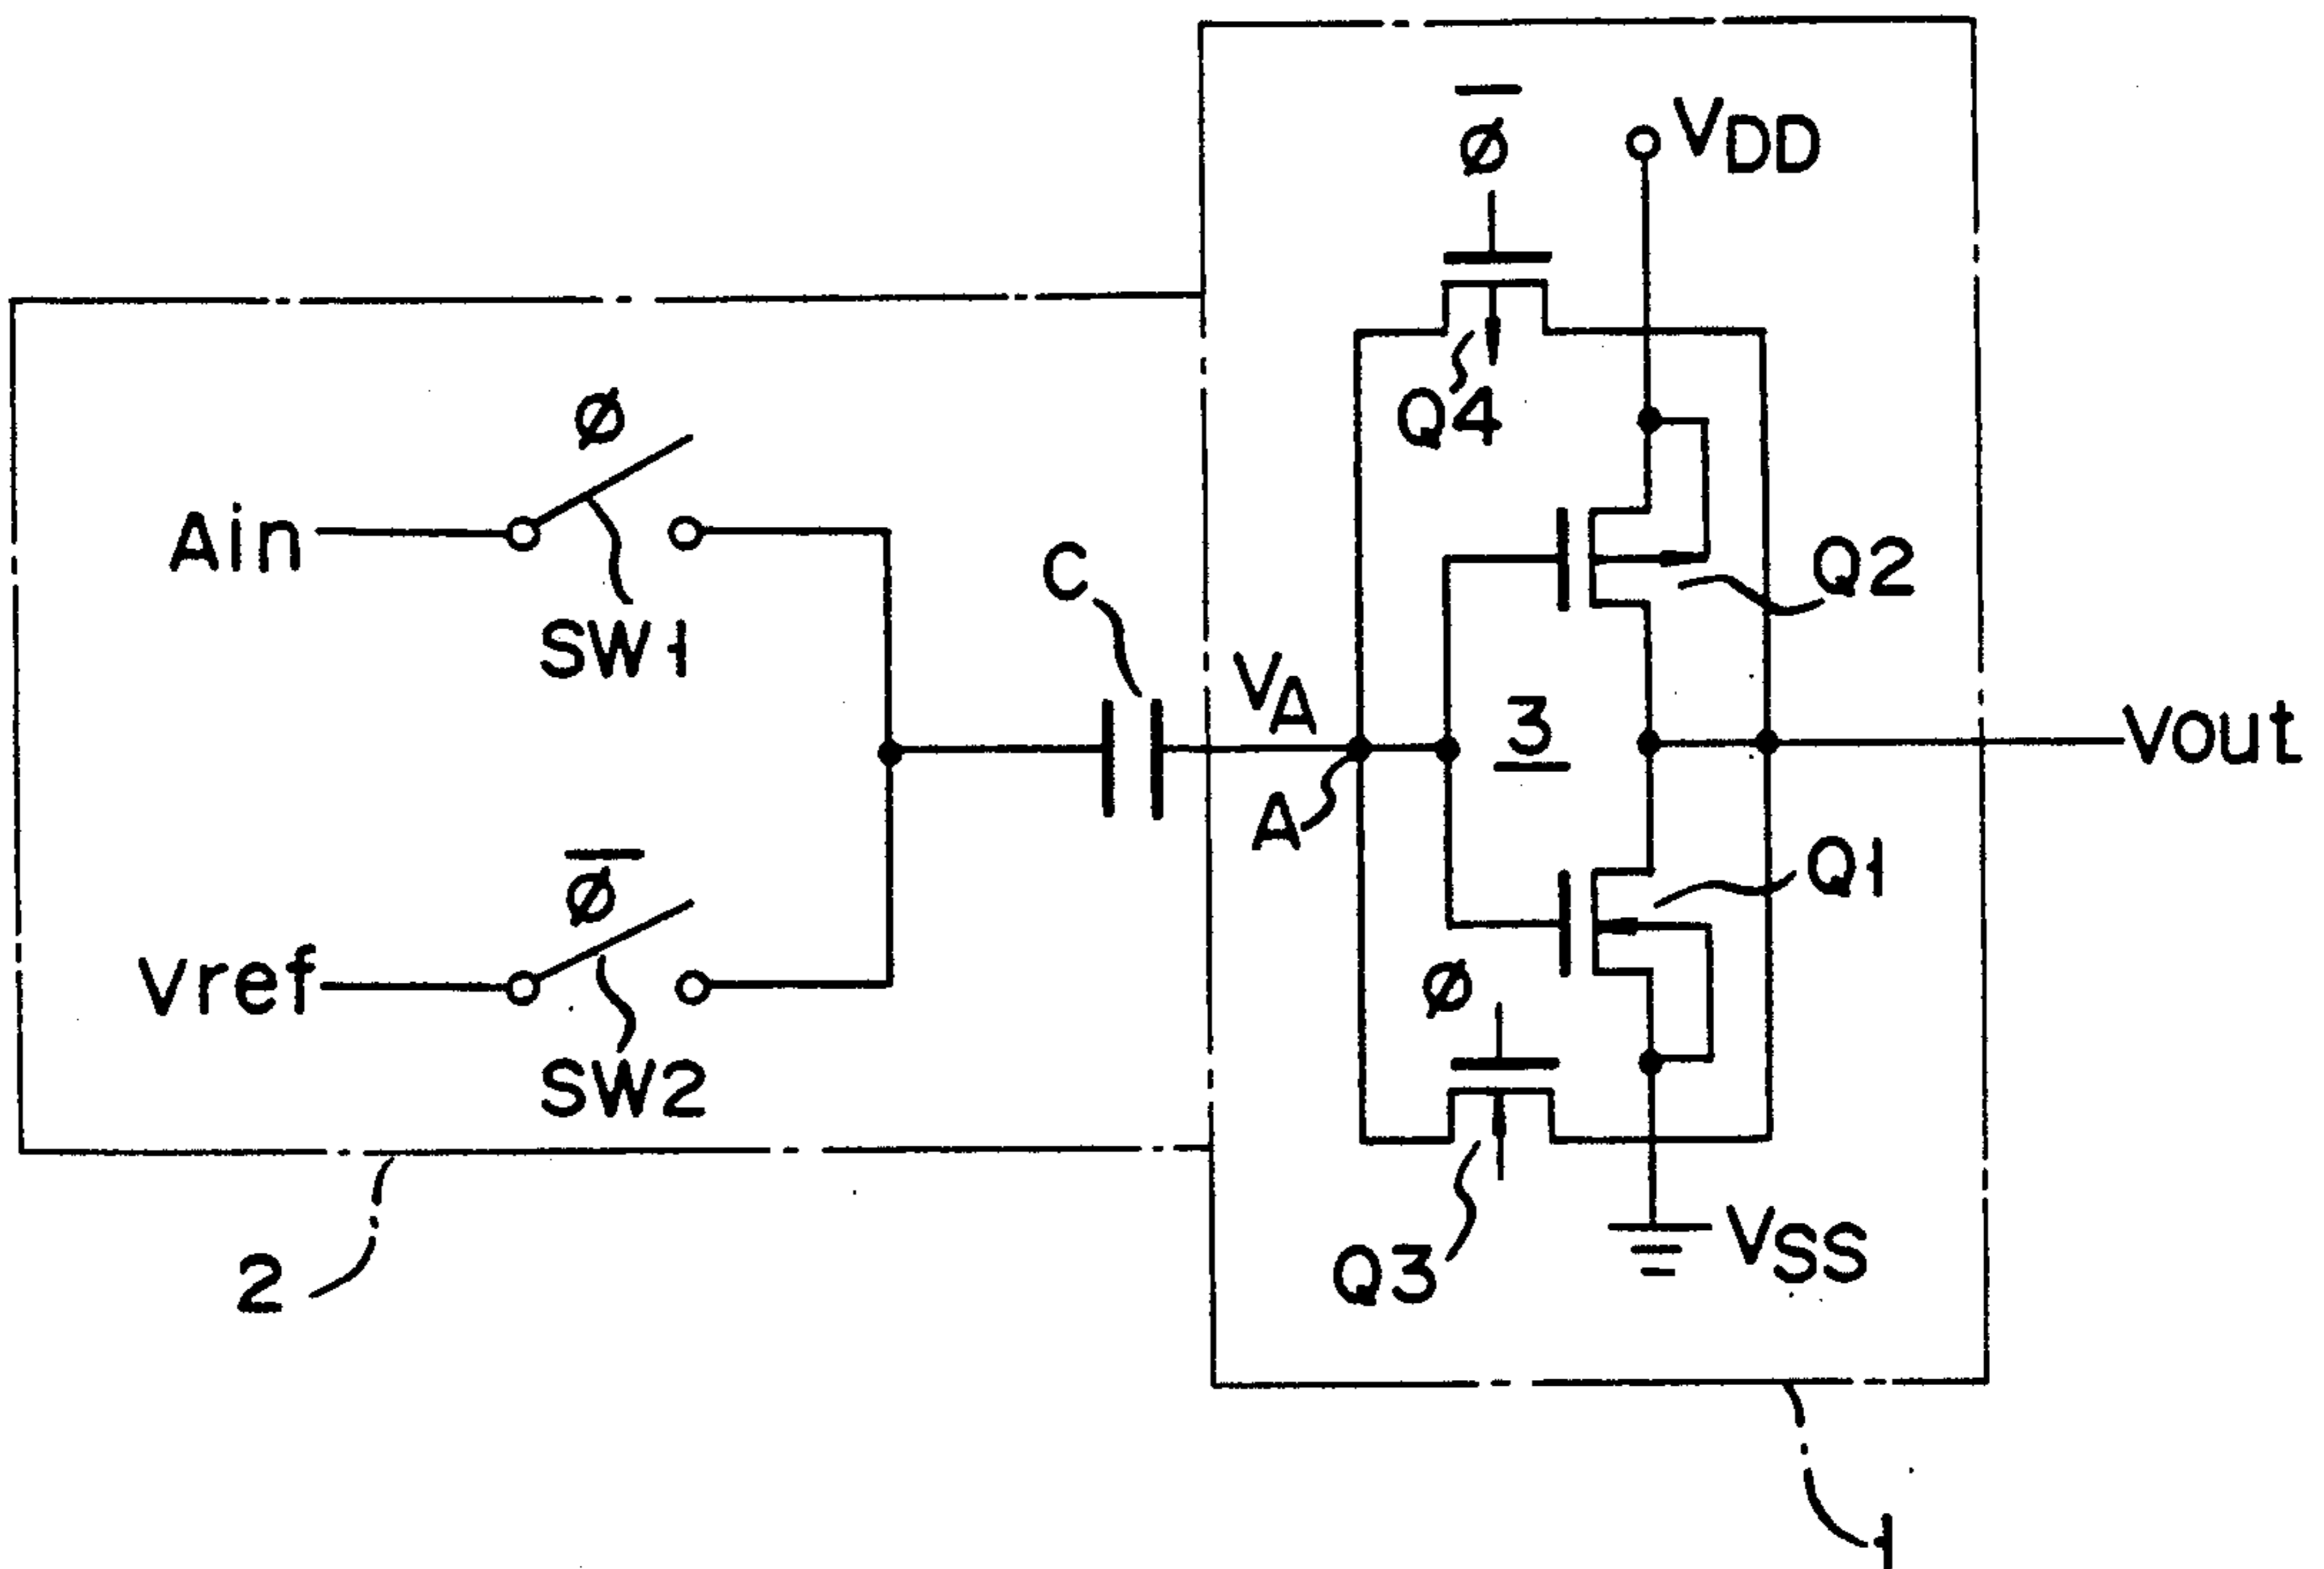 φ̅
VDD
Q4
φ
Ain
SW1
C
Q2
VA
3
Vout
A
φ̅
Q1
Vref
φ
SW2
Q3
VSS
2
1